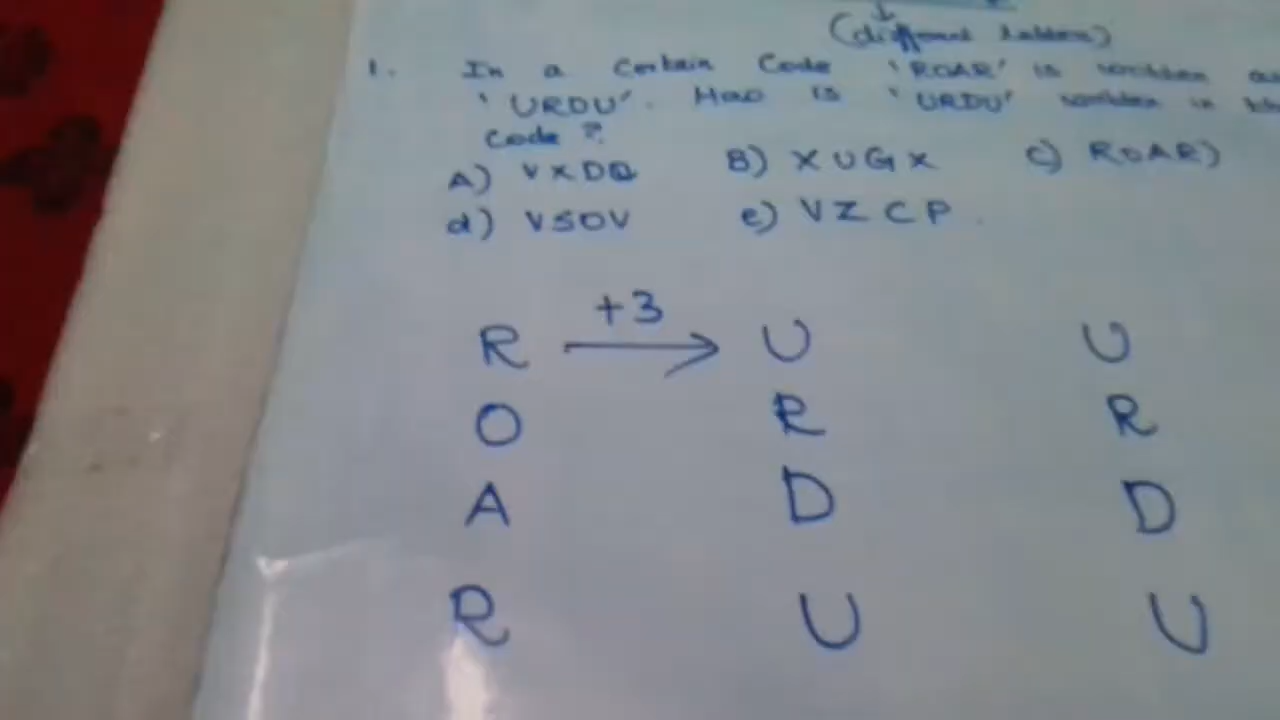 (different letters)
1. In a certain code 'ROAR' is written as
'URDU'. How is 'URDU' written in
code?
A) VXDQ B) XUGX C) ROAR)
d) VSOV e) VZCP.
R +3 U U
O R R
A D D
R U U